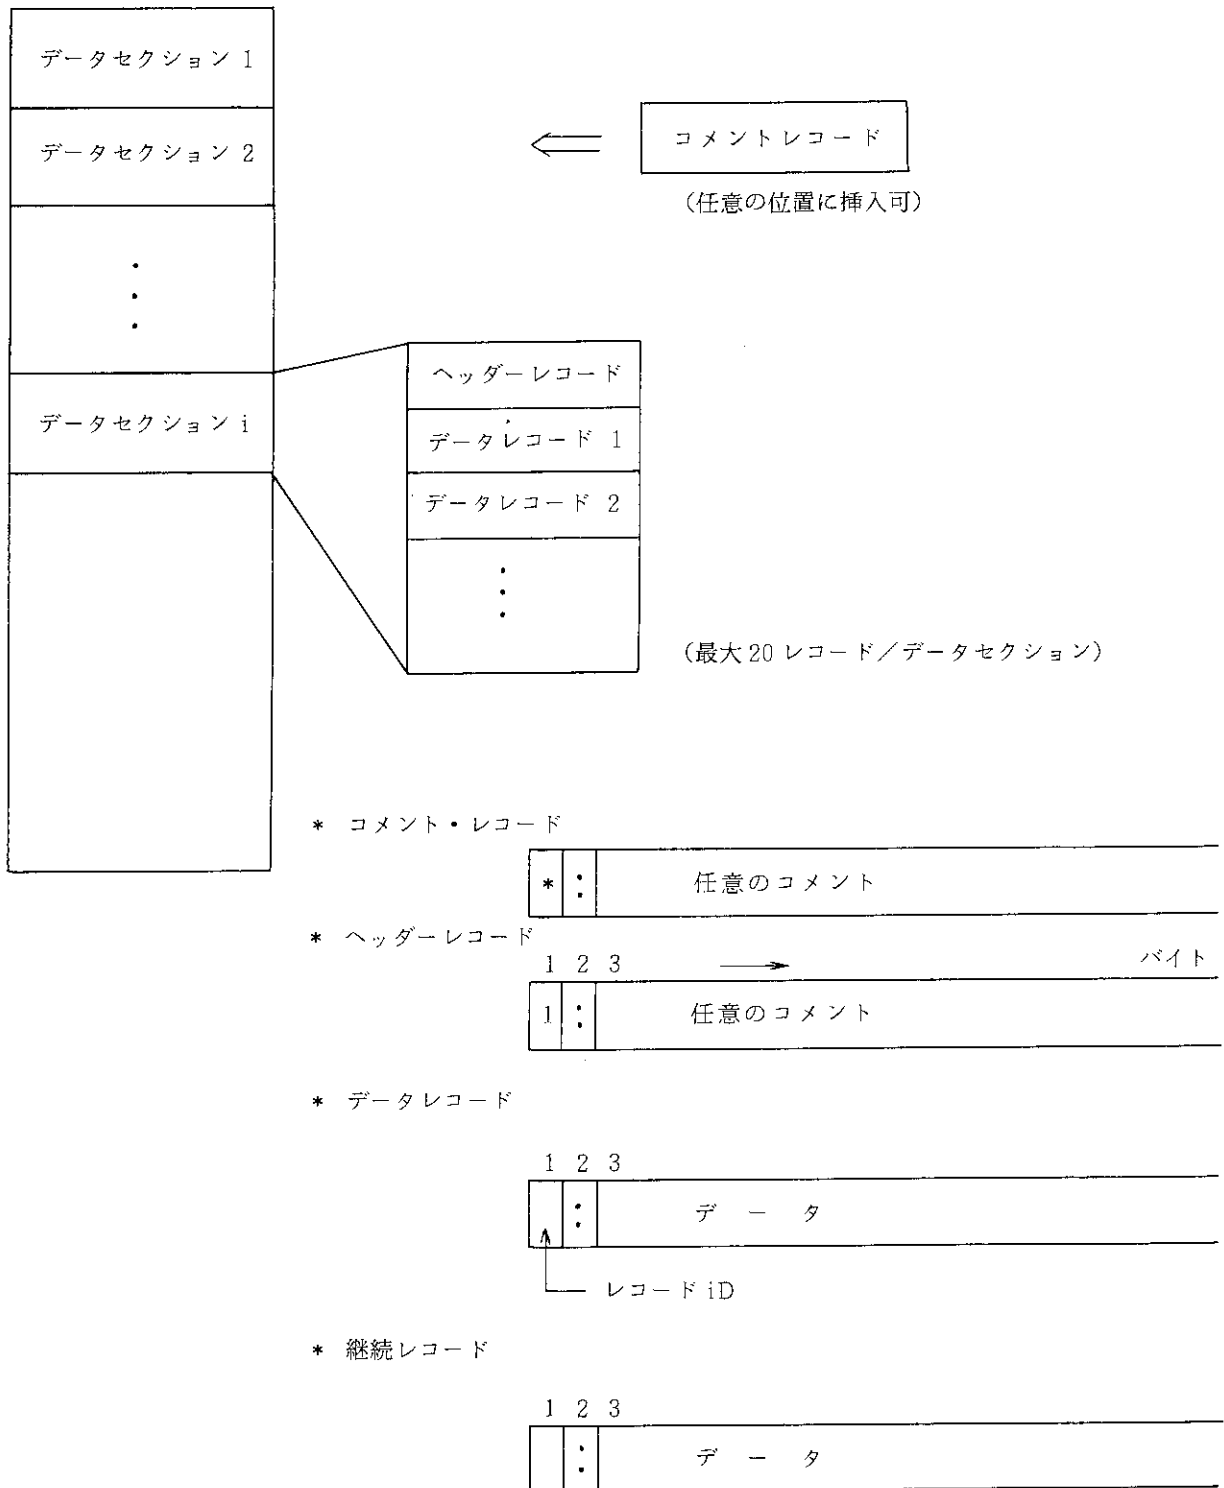 データセクション 1
データセクション 2
コメントレコード
(任意の位置に挿入可)
データセクション i
ヘッダーレコード
データレコード 1
データレコード 2
(最大 20 レコード/データセクション)
* コメント・レコード
* : 任意のコメント
* ヘッダーレコード
1 2 3 バイト
1 : 任意のコメント
* データレコード
1 2 3
: データ
レコード iD
* 継続レコード
1 2 3
: データ